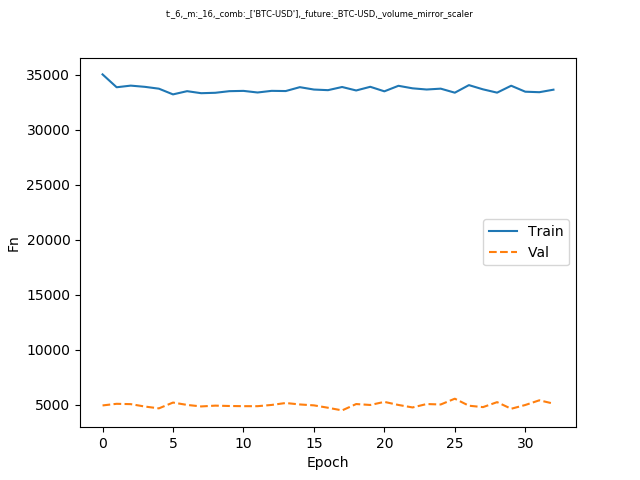 t:_6,_m:_16,_comb:_['BTC-USD'],_future:_BTC-USD,_volume_mirror_scaler
35000
30000
25000
20000
15000
10000
5000
Fn
Train
Val
0 5 10 15 20 25 30
Epoch